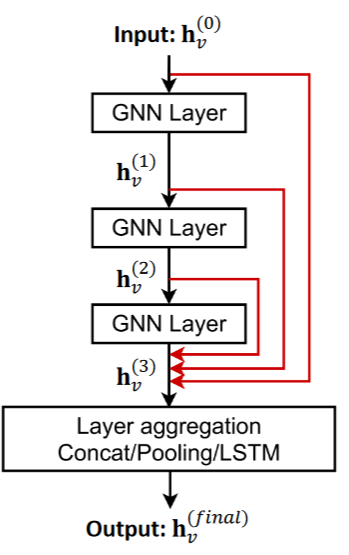 Input: h_v^(0)
GNN Layer
h_v^(1)
GNN Layer
h_v^(2)
GNN Layer
h_v^(3)
Layer aggregation
Concat/Pooling/LSTM
Output: h_v^(final)